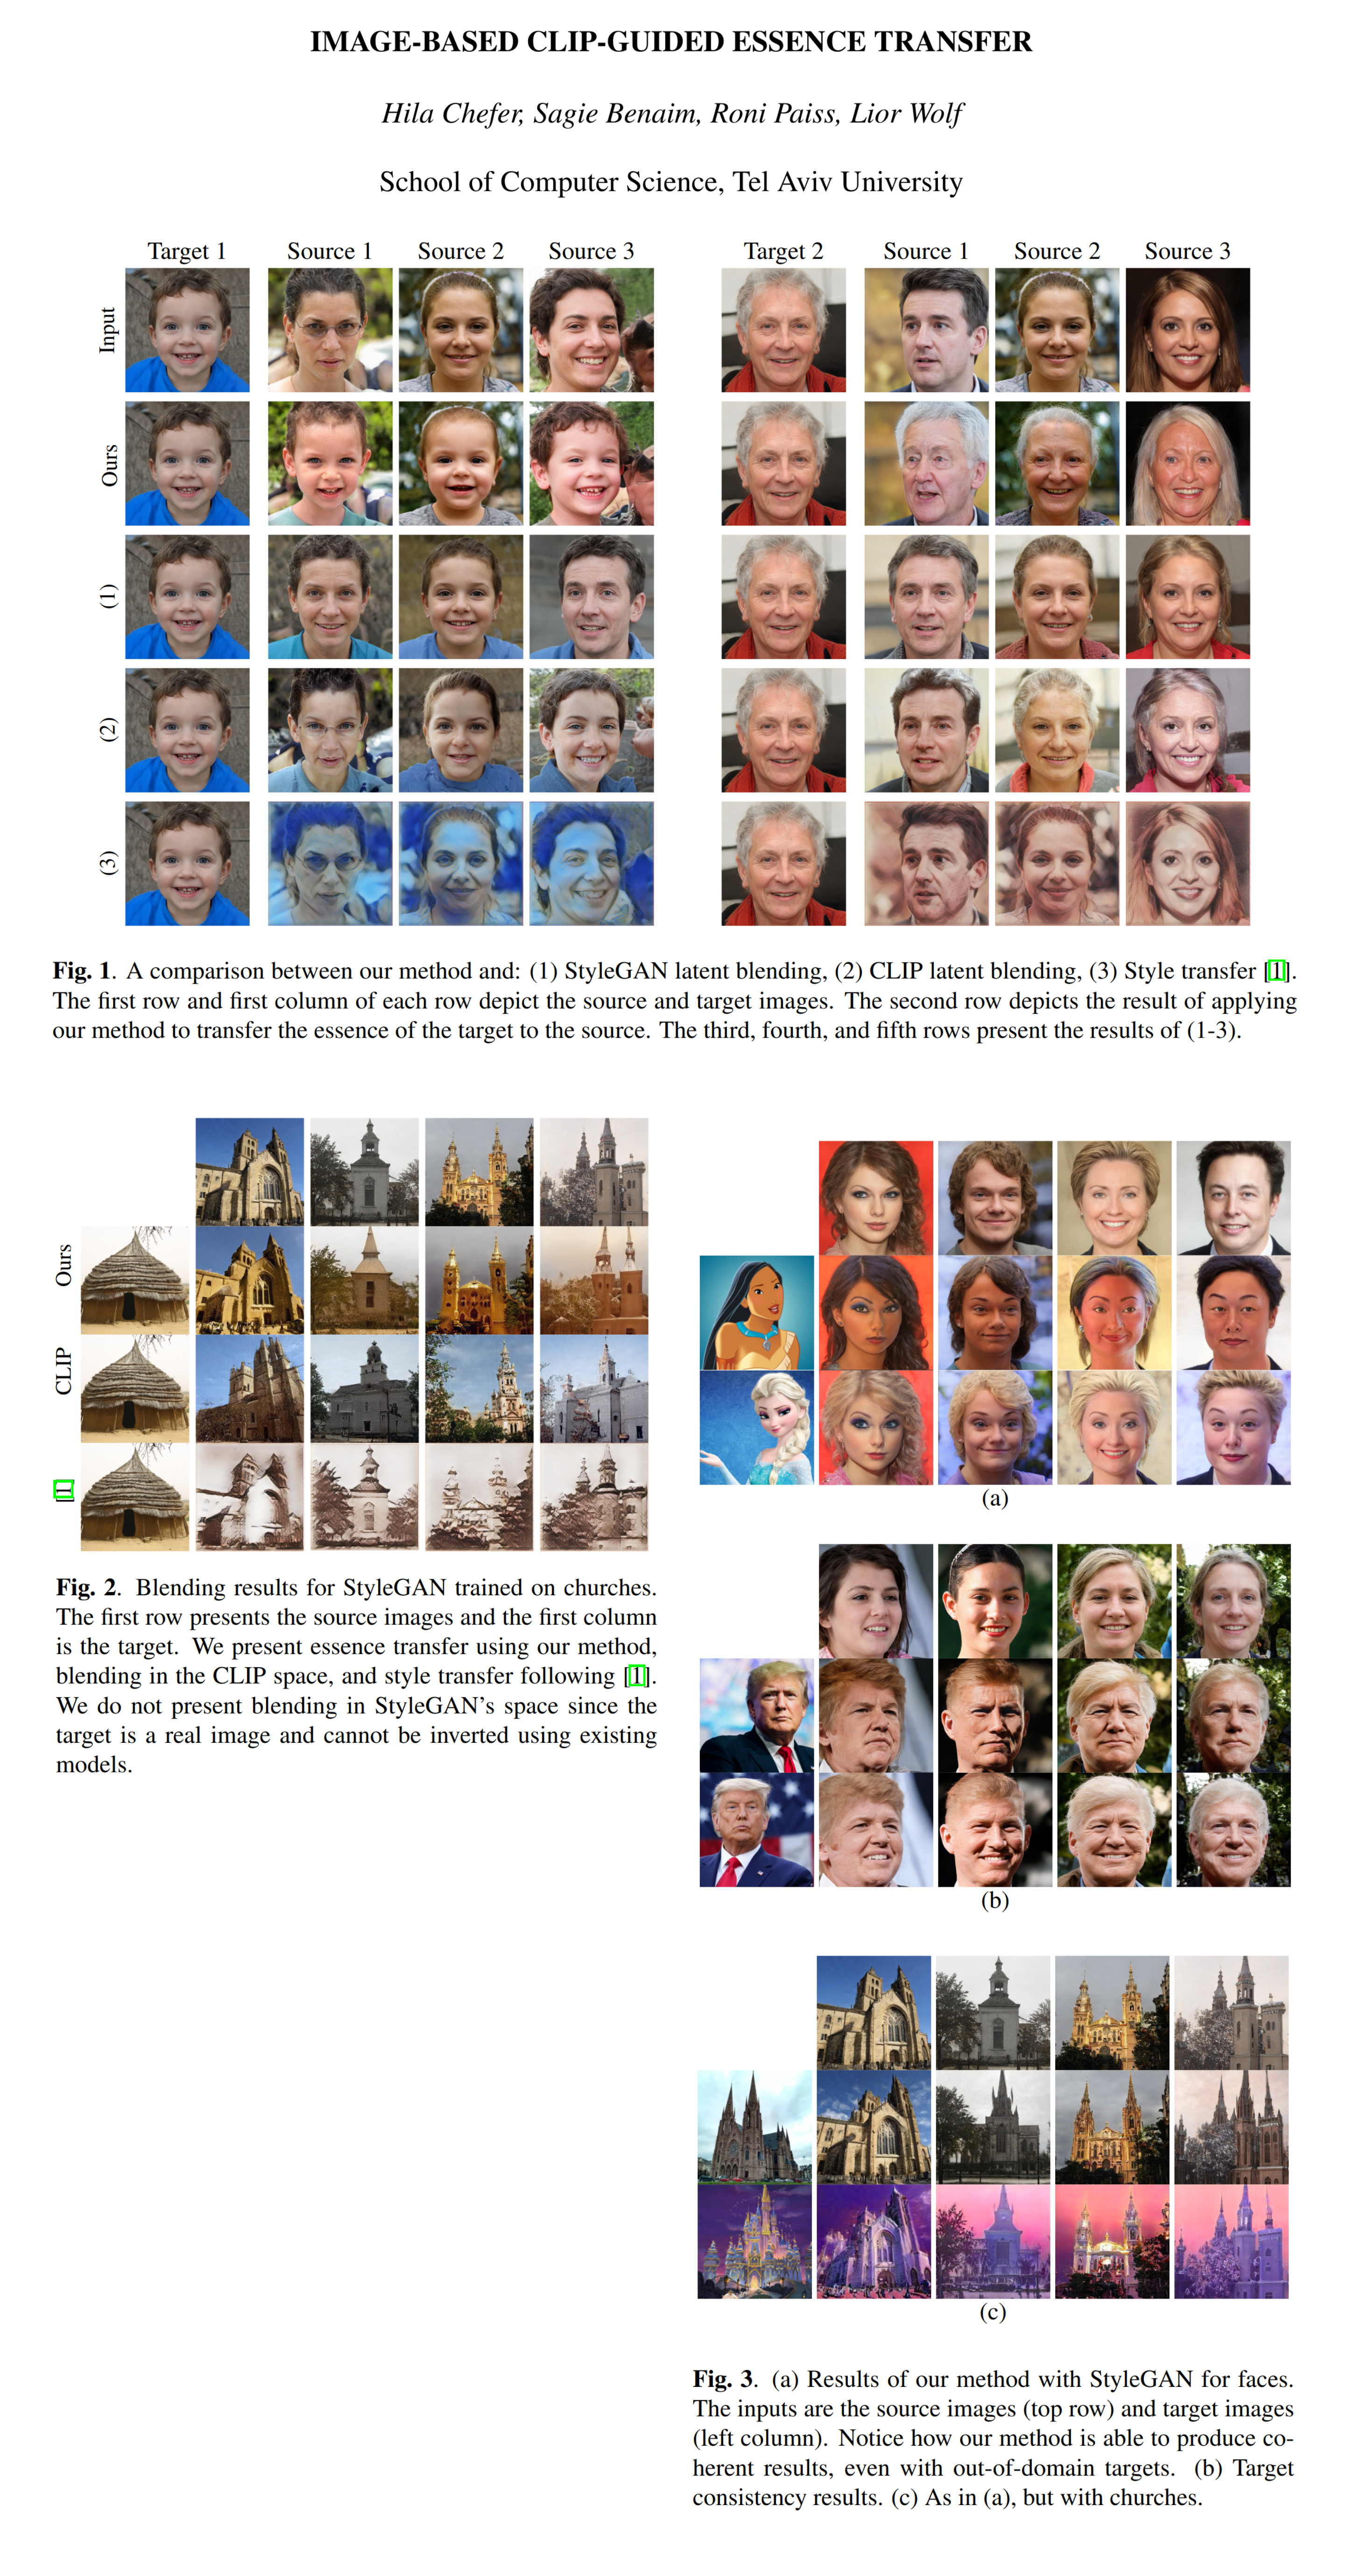 IMAGE-BASED CLIP-GUIDED ESSENCE TRANSFER
Hila Chefer, Sagie Benaim, Roni Paiss, Lior Wolf
School of Computer Science, Tel Aviv University
Target 1 Source 1 Source 2 Source 3 Target 2 Source 1 Source 2 Source 3
Input
Ours
(1)
(2)
(3)
Fig. 1. A comparison between our method and: (1) StyleGAN latent blending, (2) CLIP latent blending, (3) Style transfer [1].
The first row and first column of each row depict the source and target images. The second row depicts the result of applying
our method to transfer the essence of the target to the source. The third, fourth, and fifth rows present the results of (1-3).
Ours
CLIP
[1]
Fig. 2. Blending results for StyleGAN trained on churches.
The first row presents the source images and the first column
is the target. We present essence transfer using our method,
blending in the CLIP space, and style transfer following [1].
We do not present blending in StyleGAN's space since the
target is a real image and cannot be inverted using existing
models.
(a)
(b)
(c)
Fig. 3. (a) Results of our method with StyleGAN for faces.
The inputs are the source images (top row) and target images
(left column). Notice how our method is able to produce co-
herent results, even with out-of-domain targets. (b) Target
consistency results. (c) As in (a), but with churches.